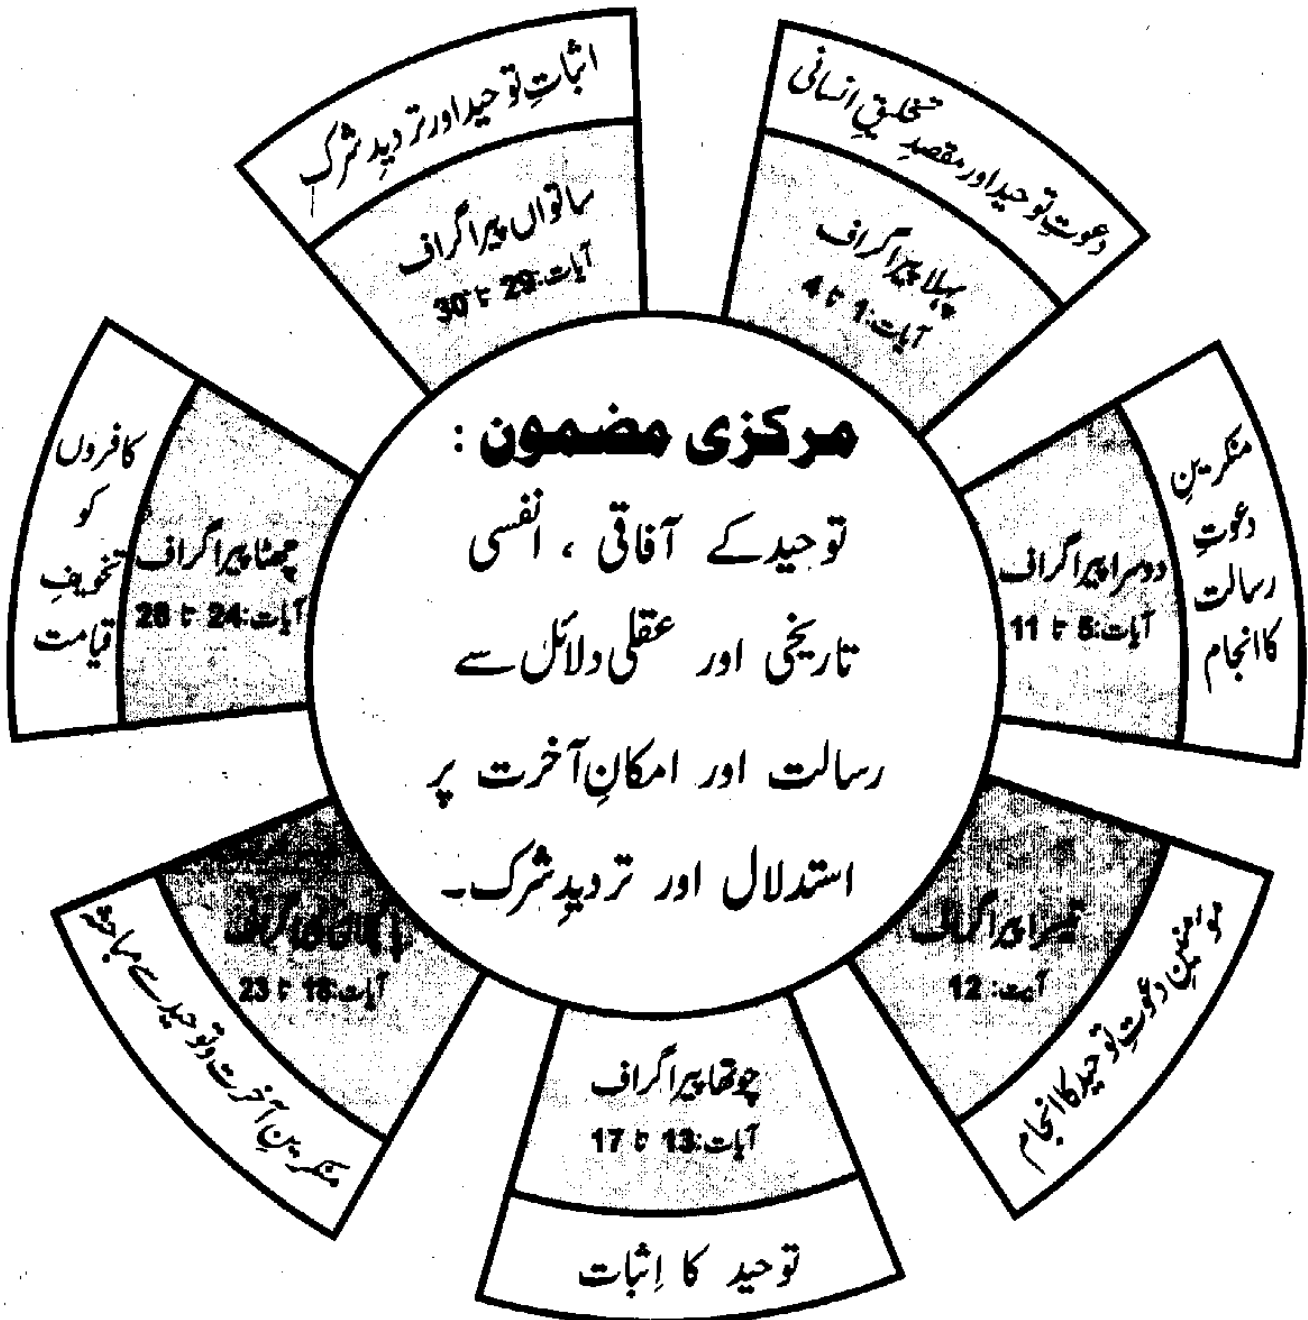 مرکزی مضمون :
توحید کے آفاقی ، انفسی
تاریخی اور عقلی دلائل سے
رسالت اور امکانِ آخرت پر
استدلال اور تردیدِ شرک۔
دعوتِ توحید اور مقصدِ تخلیقِ انسانی
پہلا پیراگراف
آیات:1 تا 4
منکرینِ
دعوتِ
رسالت
کا انجام
دوسرا پیراگراف
آیات:5 تا 11
مومنینِ دعوتِ توحید کا انجام
تیسرا پیراگراف
آیت: 12
چوتھا پیراگراف
آیات:13 تا 17
توحید کا اِثبات
پانچواں پیراگراف
آیات:18 تا 23
منکرینِ آخرت و توحید سے مباحثہ
کافروں
کو
تخویفِ
قیامت
چھٹا پیراگراف
آیات:24 تا 28
اثباتِ توحید اور تردیدِ شرک
ساتواں پیراگراف
آیات:29 تا 30